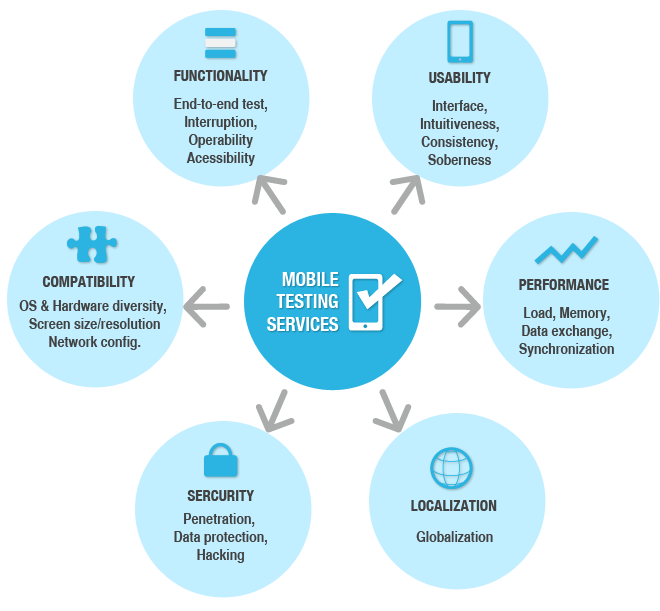 FUNCTIONALITY
End-to-end test,
Interruption,
Operability
Acessibility
USABILITY
Interface,
Intuitiveness,
Consistency,
Soberness
COMPATIBILITY
OS & Hardware diversity,
Screen size/resolution
Network config.
MOBILE
TESTING
SERVICES
PERFORMANCE
Load, Memory,
Data exchange,
Synchronization
SERCURITY
Penetration,
Data protection,
Hacking
LOCALIZATION
Globalization